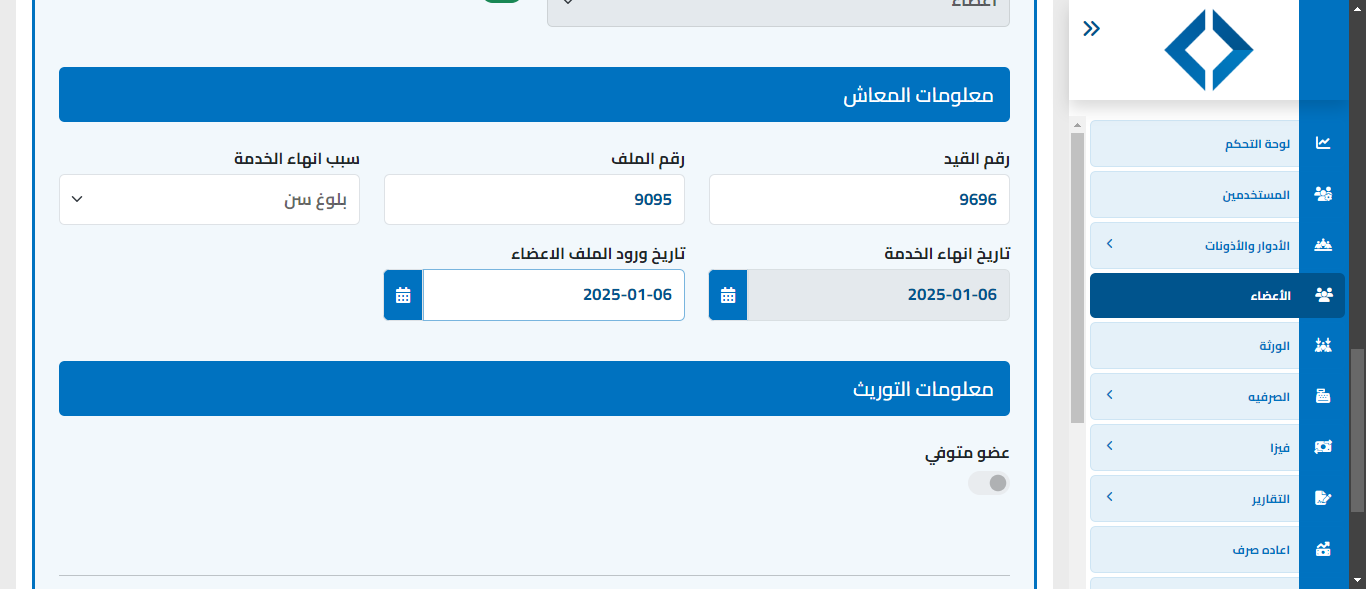 أعضاء
معلومات المعاش
رقم القيد
رقم الملف
سبب انهاء الخدمة
9696
9095
بلوغ سن
تاريخ انهاء الخدمة
تاريخ ورود الملف الاعضاء
2025-01-06
2025-01-06
معلومات التوريث
عضو متوفي
لوحة التحكم
المستخدمين
الأدوار والأذونات
الأعضاء
الورثة
الصرفيه
فيزا
التقارير
اعاده صرف